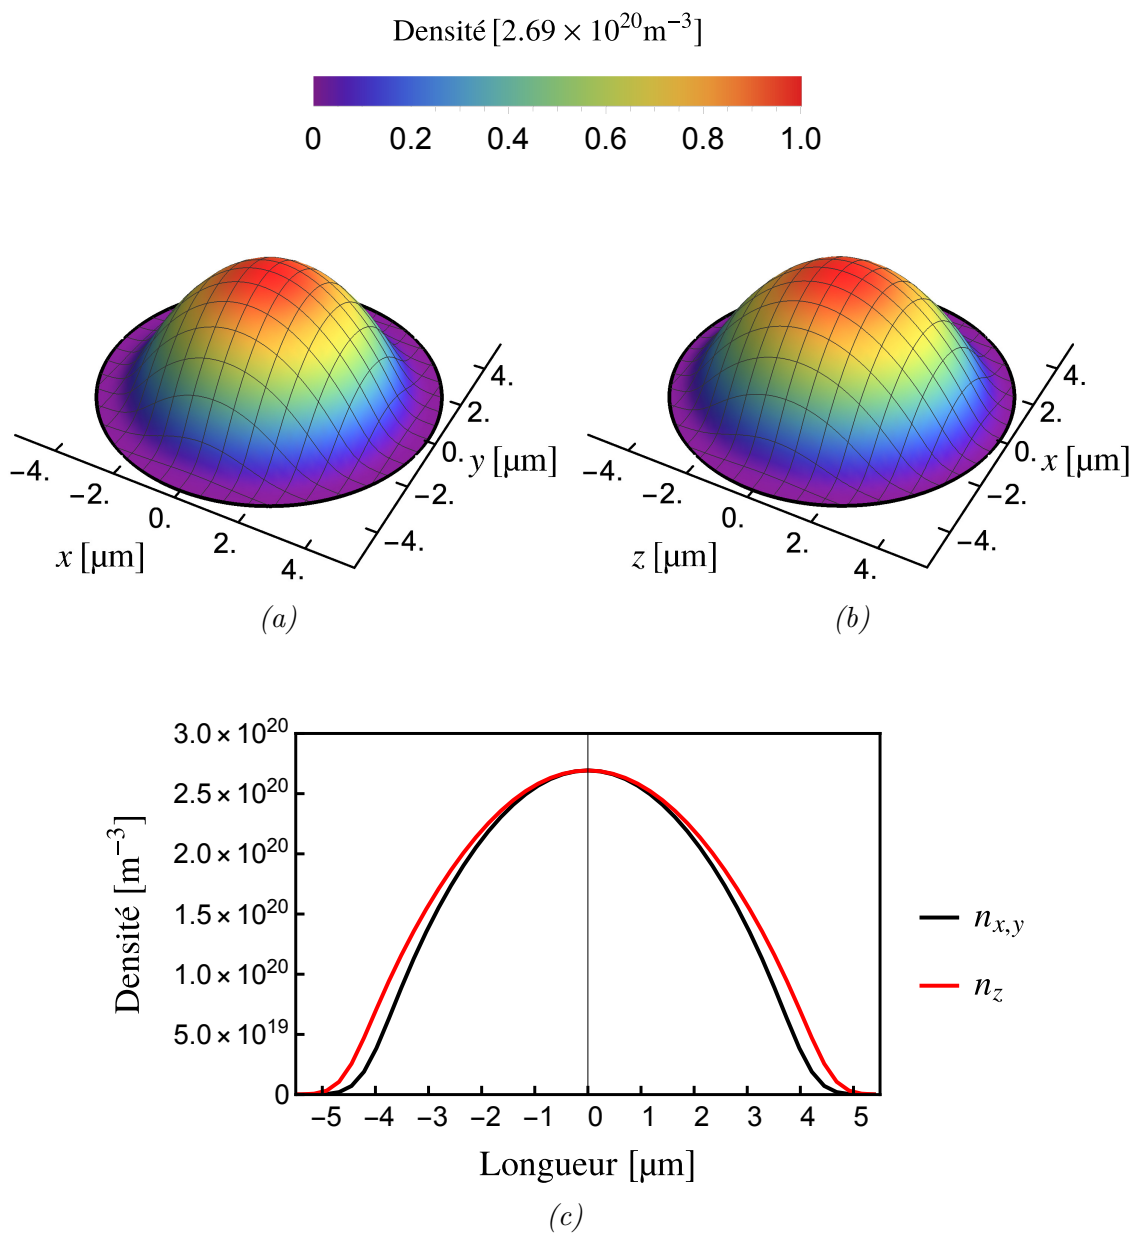 Densité [2.69 × 10²⁰m⁻³]
0 0.2 0.4 0.6 0.8 1.0
4.
2.
0. y [μm]
−2.
−4.
−4.
−2.
0.
2.
4.
x [μm]
(a)
4.
2.
0. x [μm]
−2.
−4.
−4.
−2.
0.
2.
4.
z [μm]
(b)
3.0 × 10²⁰
2.5 × 10²⁰
2.0 × 10²⁰
1.5 × 10²⁰
1.0 × 10²⁰
5.0 × 10¹⁹
0
Densité [m⁻³]
−5 −4 −3 −2 −1 0 1 2 3 4 5
Longueur [μm]
nₓ,ᵧ
n_z
(c)